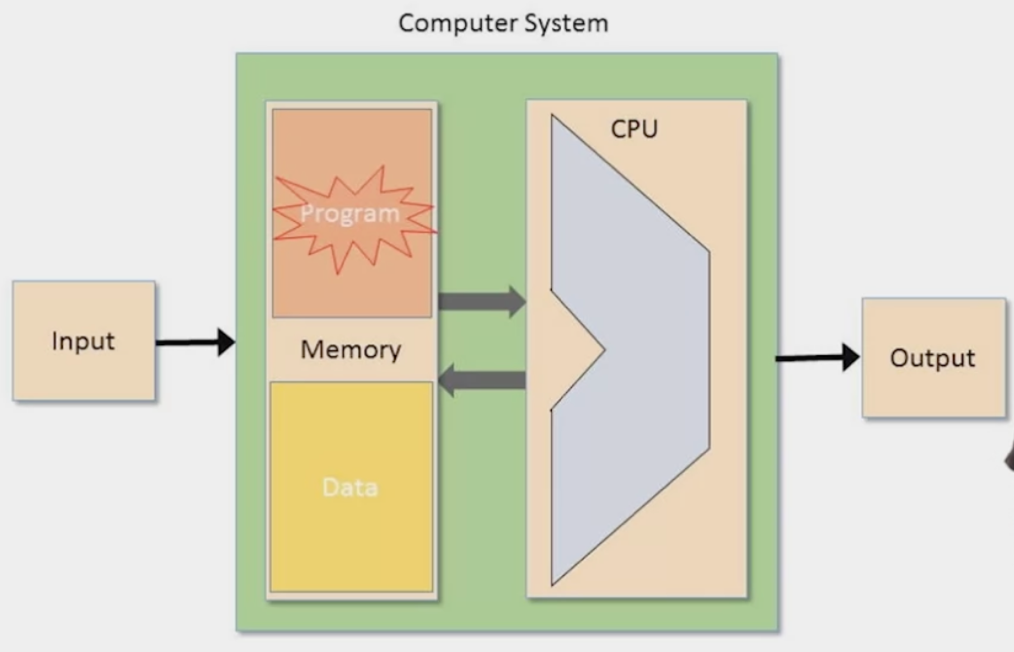 Computer System
CPU
Program
Input
Memory
Output
Data